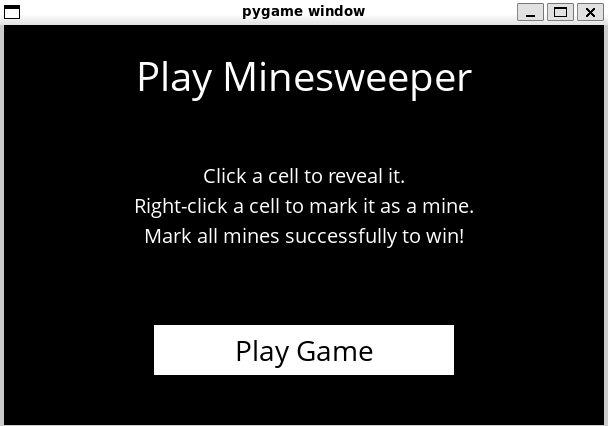 pygame window
Play Minesweeper
Click a cell to reveal it.
Right-click a cell to mark it as a mine.
Mark all mines successfully to win!
Play Game